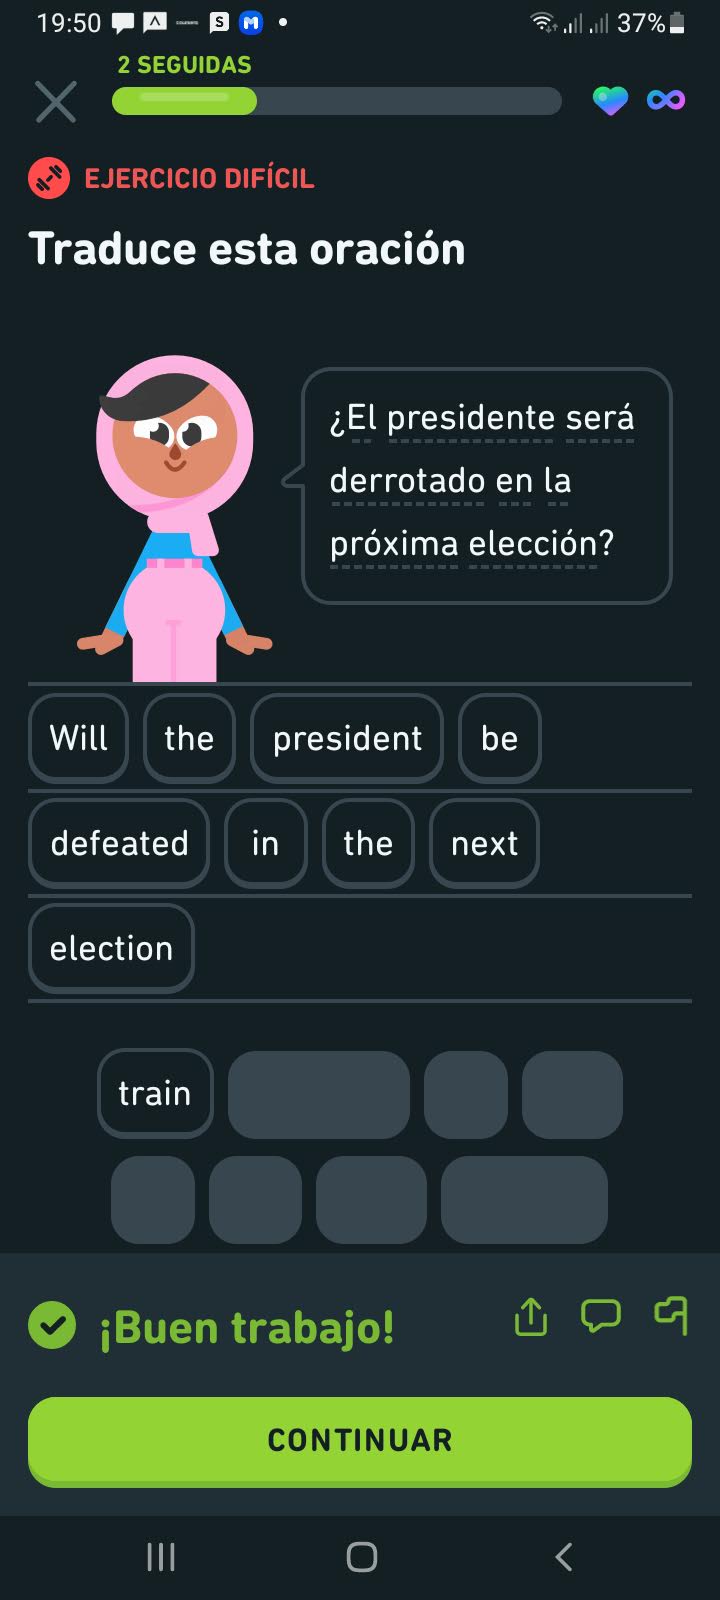 19:50
37%
2 SEGUIDAS
EJERCICIO DIFÍCIL
Traduce esta oración
¿El presidente será
derrotado en la
próxima elección?
Will the president be
defeated in the next
election
train
¡Buen trabajo!
CONTINUAR